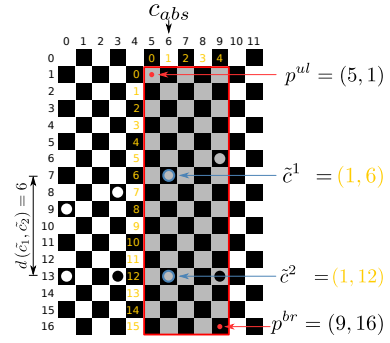 c_{abs}
0 1 2 3 4 5 6 7 8 9 10 11
0 0 1 2 3 4
1 0 p^{ul} = (5, 1)
2 1
3 2
4 3
5 4
6 5
7 6 c̃^1 = (1, 6)
8 7
9 8
10 9
11 10
12 11
13 12 c̃^2 = (1, 12)
14 13
15 14
16 15 p^{br} = (9, 16)
d(c̃_1, c̃_2) = 6